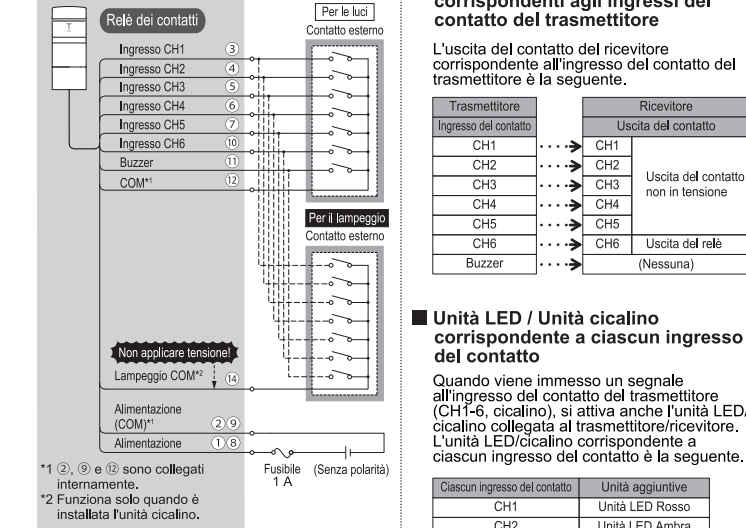 Relè dei contatti
Ingresso CH1 ③
Ingresso CH2 ④
Ingresso CH3 ⑤
Ingresso CH4 ⑥
Ingresso CH5 ⑦
Ingresso CH6 ⑩
Buzzer ⑪
COM*1 ⑫
Per le luci
Contatto esterno
Per il lampeggio
Contatto esterno
Non applicare tensione!
Lampeggio COM*2 ⑭
Alimentazione
(COM)*1 ②⑨
Alimentazione ①⑧
Fusibile
1 A
(Senza polarità)
*1 ②, ⑨ e ⑫ sono collegati
internamente.
*2 Funziona solo quando è
installata l'unità cicalino.
corrispondenti agli ingressi del
contatto del trasmettitore
L'uscita del contatto del ricevitore
corrispondente all'ingresso del contatto del
trasmettitore è la seguente.
Trasmettitore Ricevitore
Ingresso del contatto Uscita del contatto
CH1 CH1
CH2 CH2
CH3 CH3
CH4 CH4
CH5 CH5
Uscita del contatto
non in tensione
CH6 CH6 Uscita del relè
Buzzer (Nessuna)
Unità LED / Unità cicalino
corrispondente a ciascun ingresso
del contatto
Quando viene immesso un segnale
all'ingresso del contatto del trasmettitore
(CH1-6, cicalino), si attiva anche l'unità LED/
cicalino collegata al trasmettitore/ricevitore.
L'unità LED/cicalino corrispondente a
ciascun ingresso del contatto è la seguente.
Ciascun ingresso del contatto Unità aggiuntive
CH1 Unità LED Rosso
CH2 Unità LED Ambra